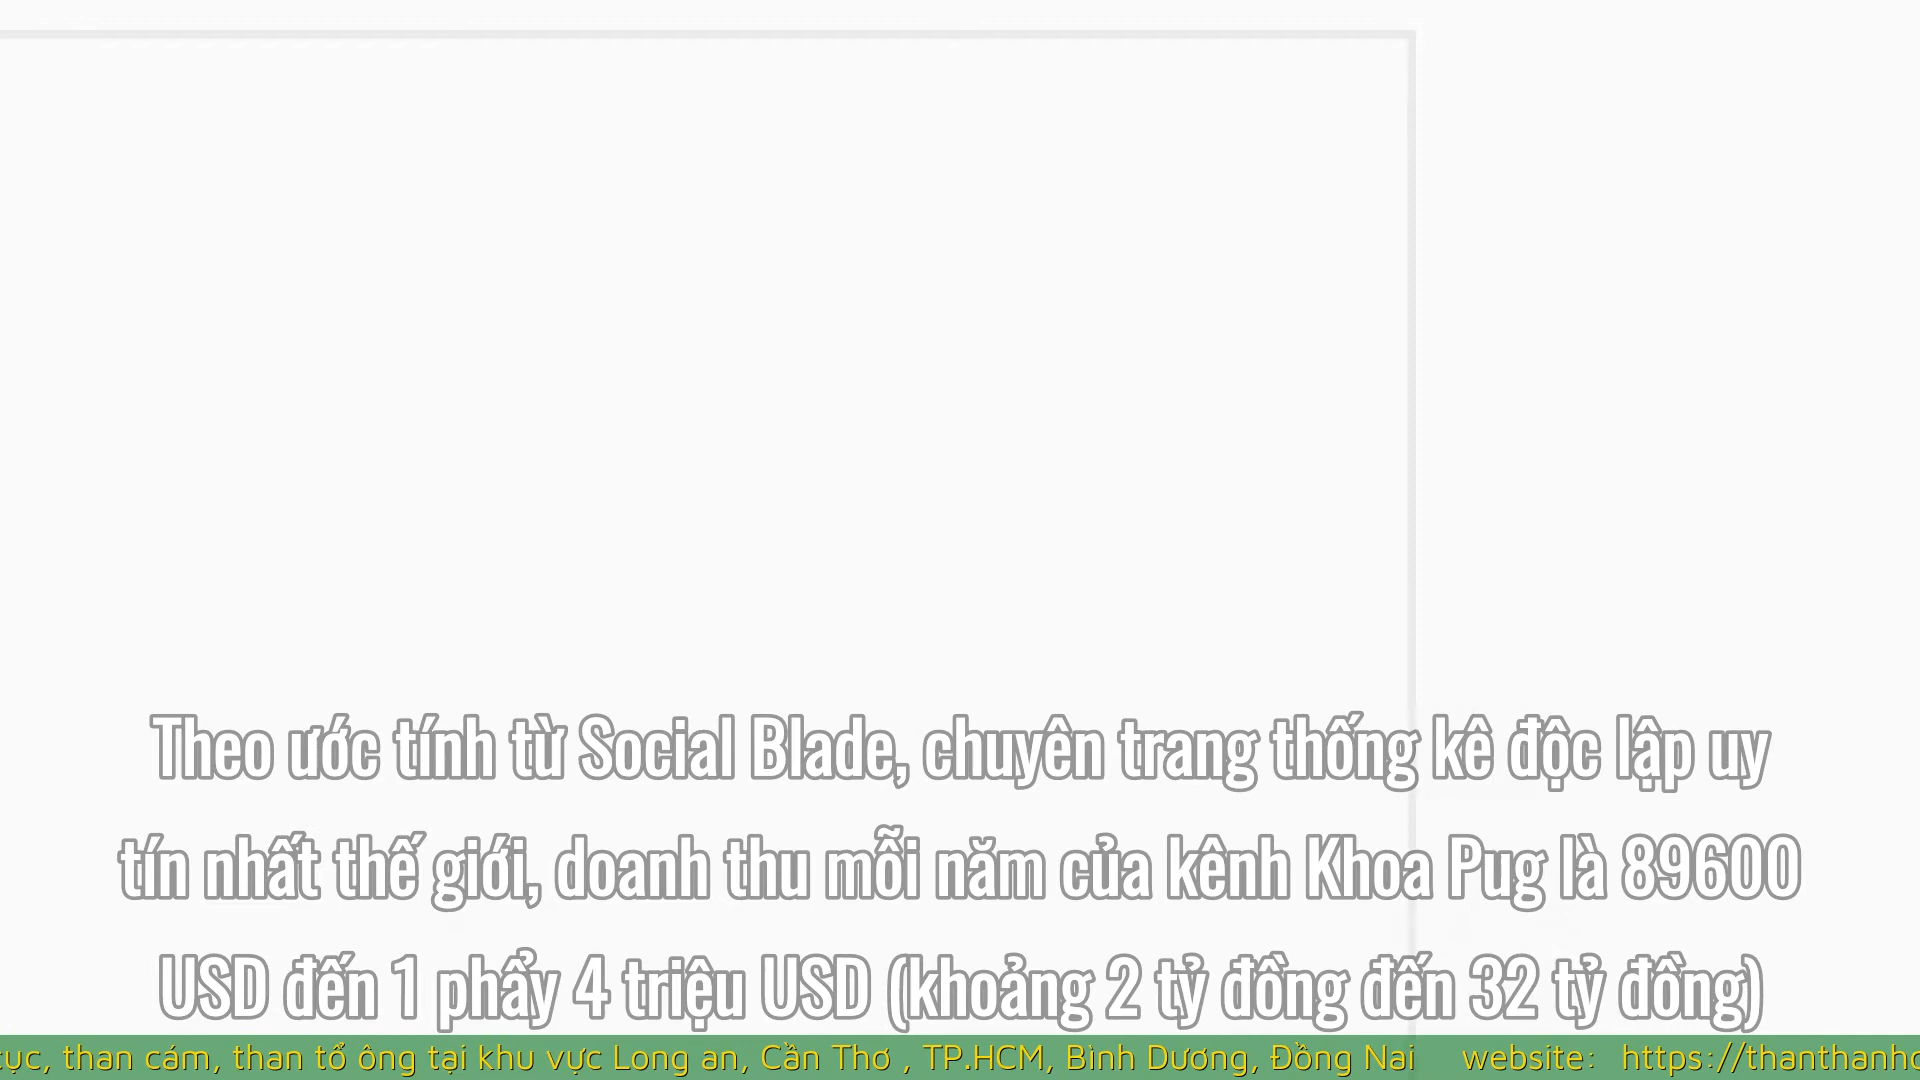 Theo ước tính từ Social Blade, chuyên trang thống kê độc lập uy
tín nhất thế giới, doanh thu mỗi năm của kênh Khoa Pug là 89600
USD đến 1 phẩy 4 triệu USD (khoảng 2 tỷ đồng đến 32 tỷ đồng)
than cám, than tổ ông tại khu vực Long an, Cần Thơ , TP.HCM, Bình Dương, Đồng Nai website: